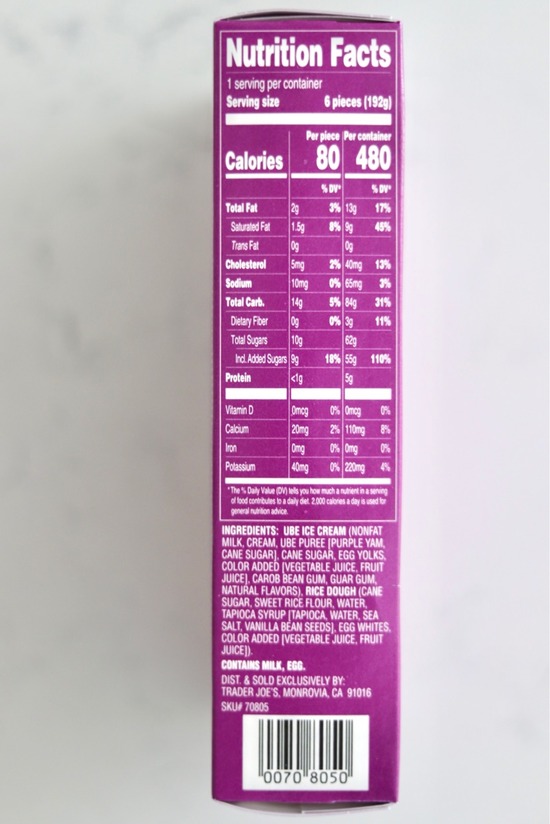 Nutrition Facts
1 serving per container
Serving size 6 pieces (192g)
Per piece Per container
Calories 80 480
% DV* % DV*
Total Fat 2g 3% 13g 17%
Saturated Fat 1.5g 8% 9g 45%
Trans Fat 0g 0g
Cholesterol 5mg 2% 40mg 13%
Sodium 10mg 0% 65mg 3%
Total Carb. 14g 5% 84g 31%
Dietary Fiber 0g 0% 3g 11%
Total Sugars 10g 62g
Incl. Added Sugars 9g 18% 55g 110%
Protein <1g 5g
Vitamin D 0mcg 0% 0mcg 0%
Calcium 20mg 2% 110mg 8%
Iron 0mg 0% 0mg 0%
Potassium 40mg 0% 220mg 4%
*The % Daily Value (DV) tells you how much a nutrient in a serving
of food contributes to a daily diet. 2,000 calories a day is used for
general nutrition advice.
INGREDIENTS: UBE ICE CREAM (NONFAT
MILK, CREAM, UBE PUREE [PURPLE YAM,
CANE SUGAR], CANE SUGAR, EGG YOLKS,
COLOR ADDED [VEGETABLE JUICE, FRUIT
JUICE], CAROB BEAN GUM, GUAR GUM,
NATURAL FLAVORS), RICE DOUGH (CANE
SUGAR, SWEET RICE FLOUR, WATER,
TAPIOCA SYRUP [TAPIOCA, WATER, SEA
SALT, VANILLA BEAN SEEDS], EGG WHITES,
COLOR ADDED [VEGETABLE JUICE, FRUIT
JUICE]).
CONTAINS MILK, EGG.
DIST. & SOLD EXCLUSIVELY BY:
TRADER JOE'S, MONROVIA, CA 91016
SKU# 70805
0070 8050